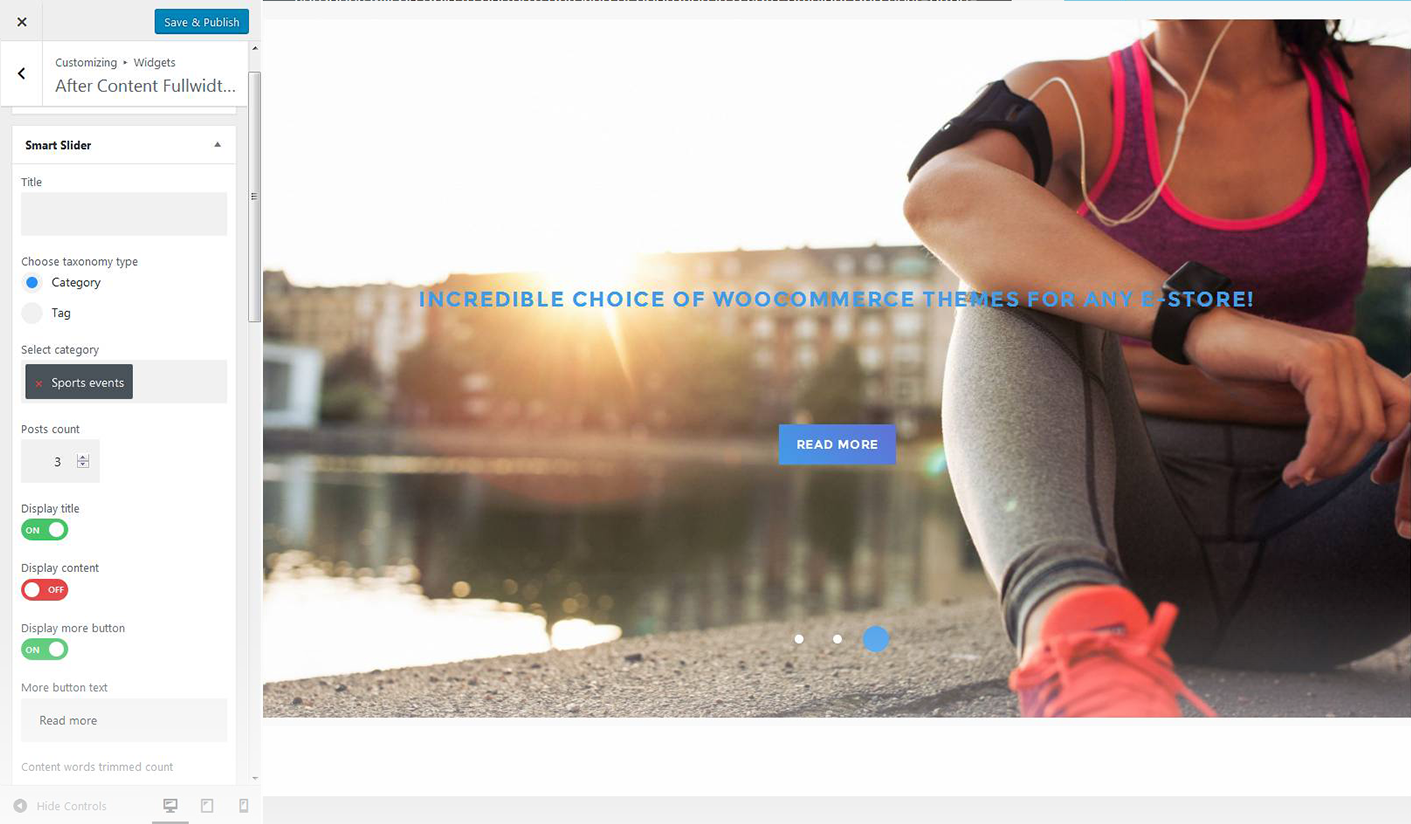 Save & Publish
Customizing ▸ Widgets
After Content Fullwidt...
Smart Slider
Title
Choose taxonomy type
Category
Tag
Select category
× Sports events
Posts count
3
Display title
ON
Display content
OFF
Display more button
ON
More button text
Read more
Content words trimmed count
Hide Controls
INCREDIBLE CHOICE OF WOOCOMMERCE THEMES FOR ANY E-STORE!
READ MORE